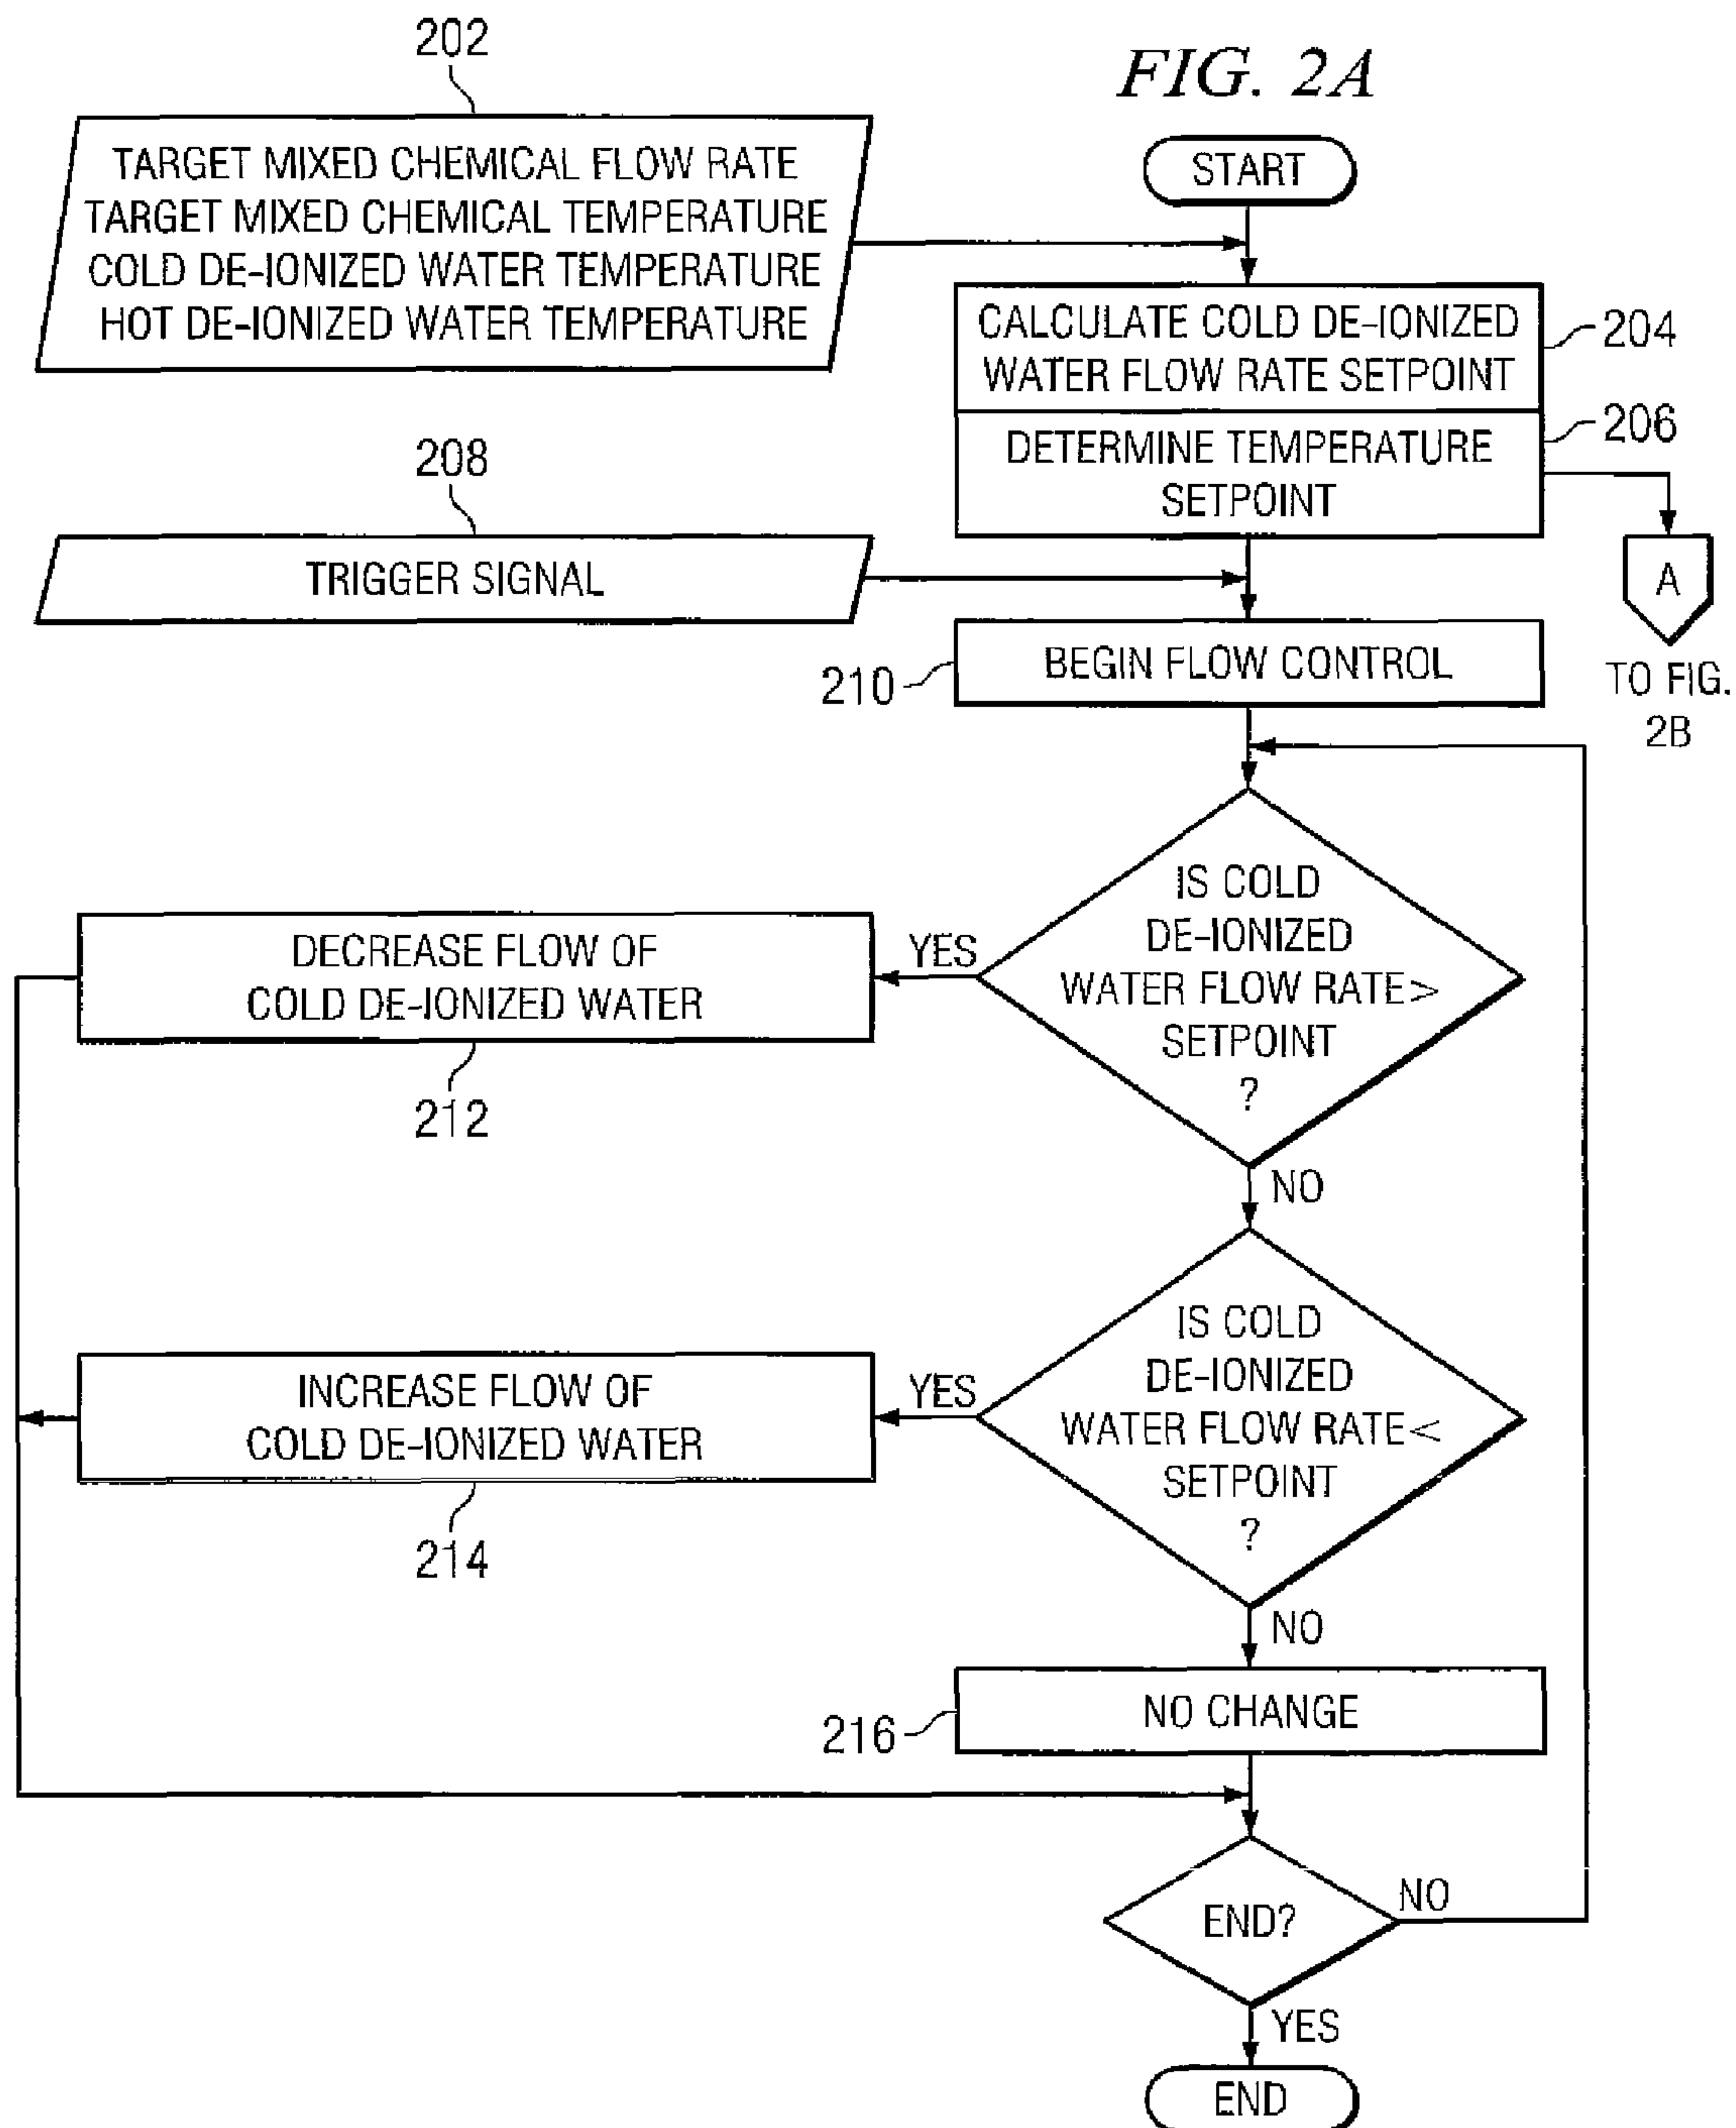 202
FIG. 2A
TARGET MIXED CHEMICAL FLOW RATE
TARGET MIXED CHEMICAL TEMPERATURE
COLD DE-IONIZED WATER TEMPERATURE
HOT DE-IONIZED WATER TEMPERATURE
START
CALCULATE COLD DE-IONIZED
WATER FLOW RATE SETPOINT
204
DETERMINE TEMPERATURE
SETPOINT
206
208
TRIGGER SIGNAL
A
TO FIG.
2B
BEGIN FLOW CONTROL
210
IS COLD
DE-IONIZED
WATER FLOW RATE>
SETPOINT
?
YES
DECREASE FLOW OF
COLD DE-IONIZED WATER
212
NO
IS COLD
DE-IONIZED
WATER FLOW RATE<
SETPOINT
?
YES
INCREASE FLOW OF
COLD DE-IONIZED WATER
214
NO
NO CHANGE
216
END?
NO
YES
END